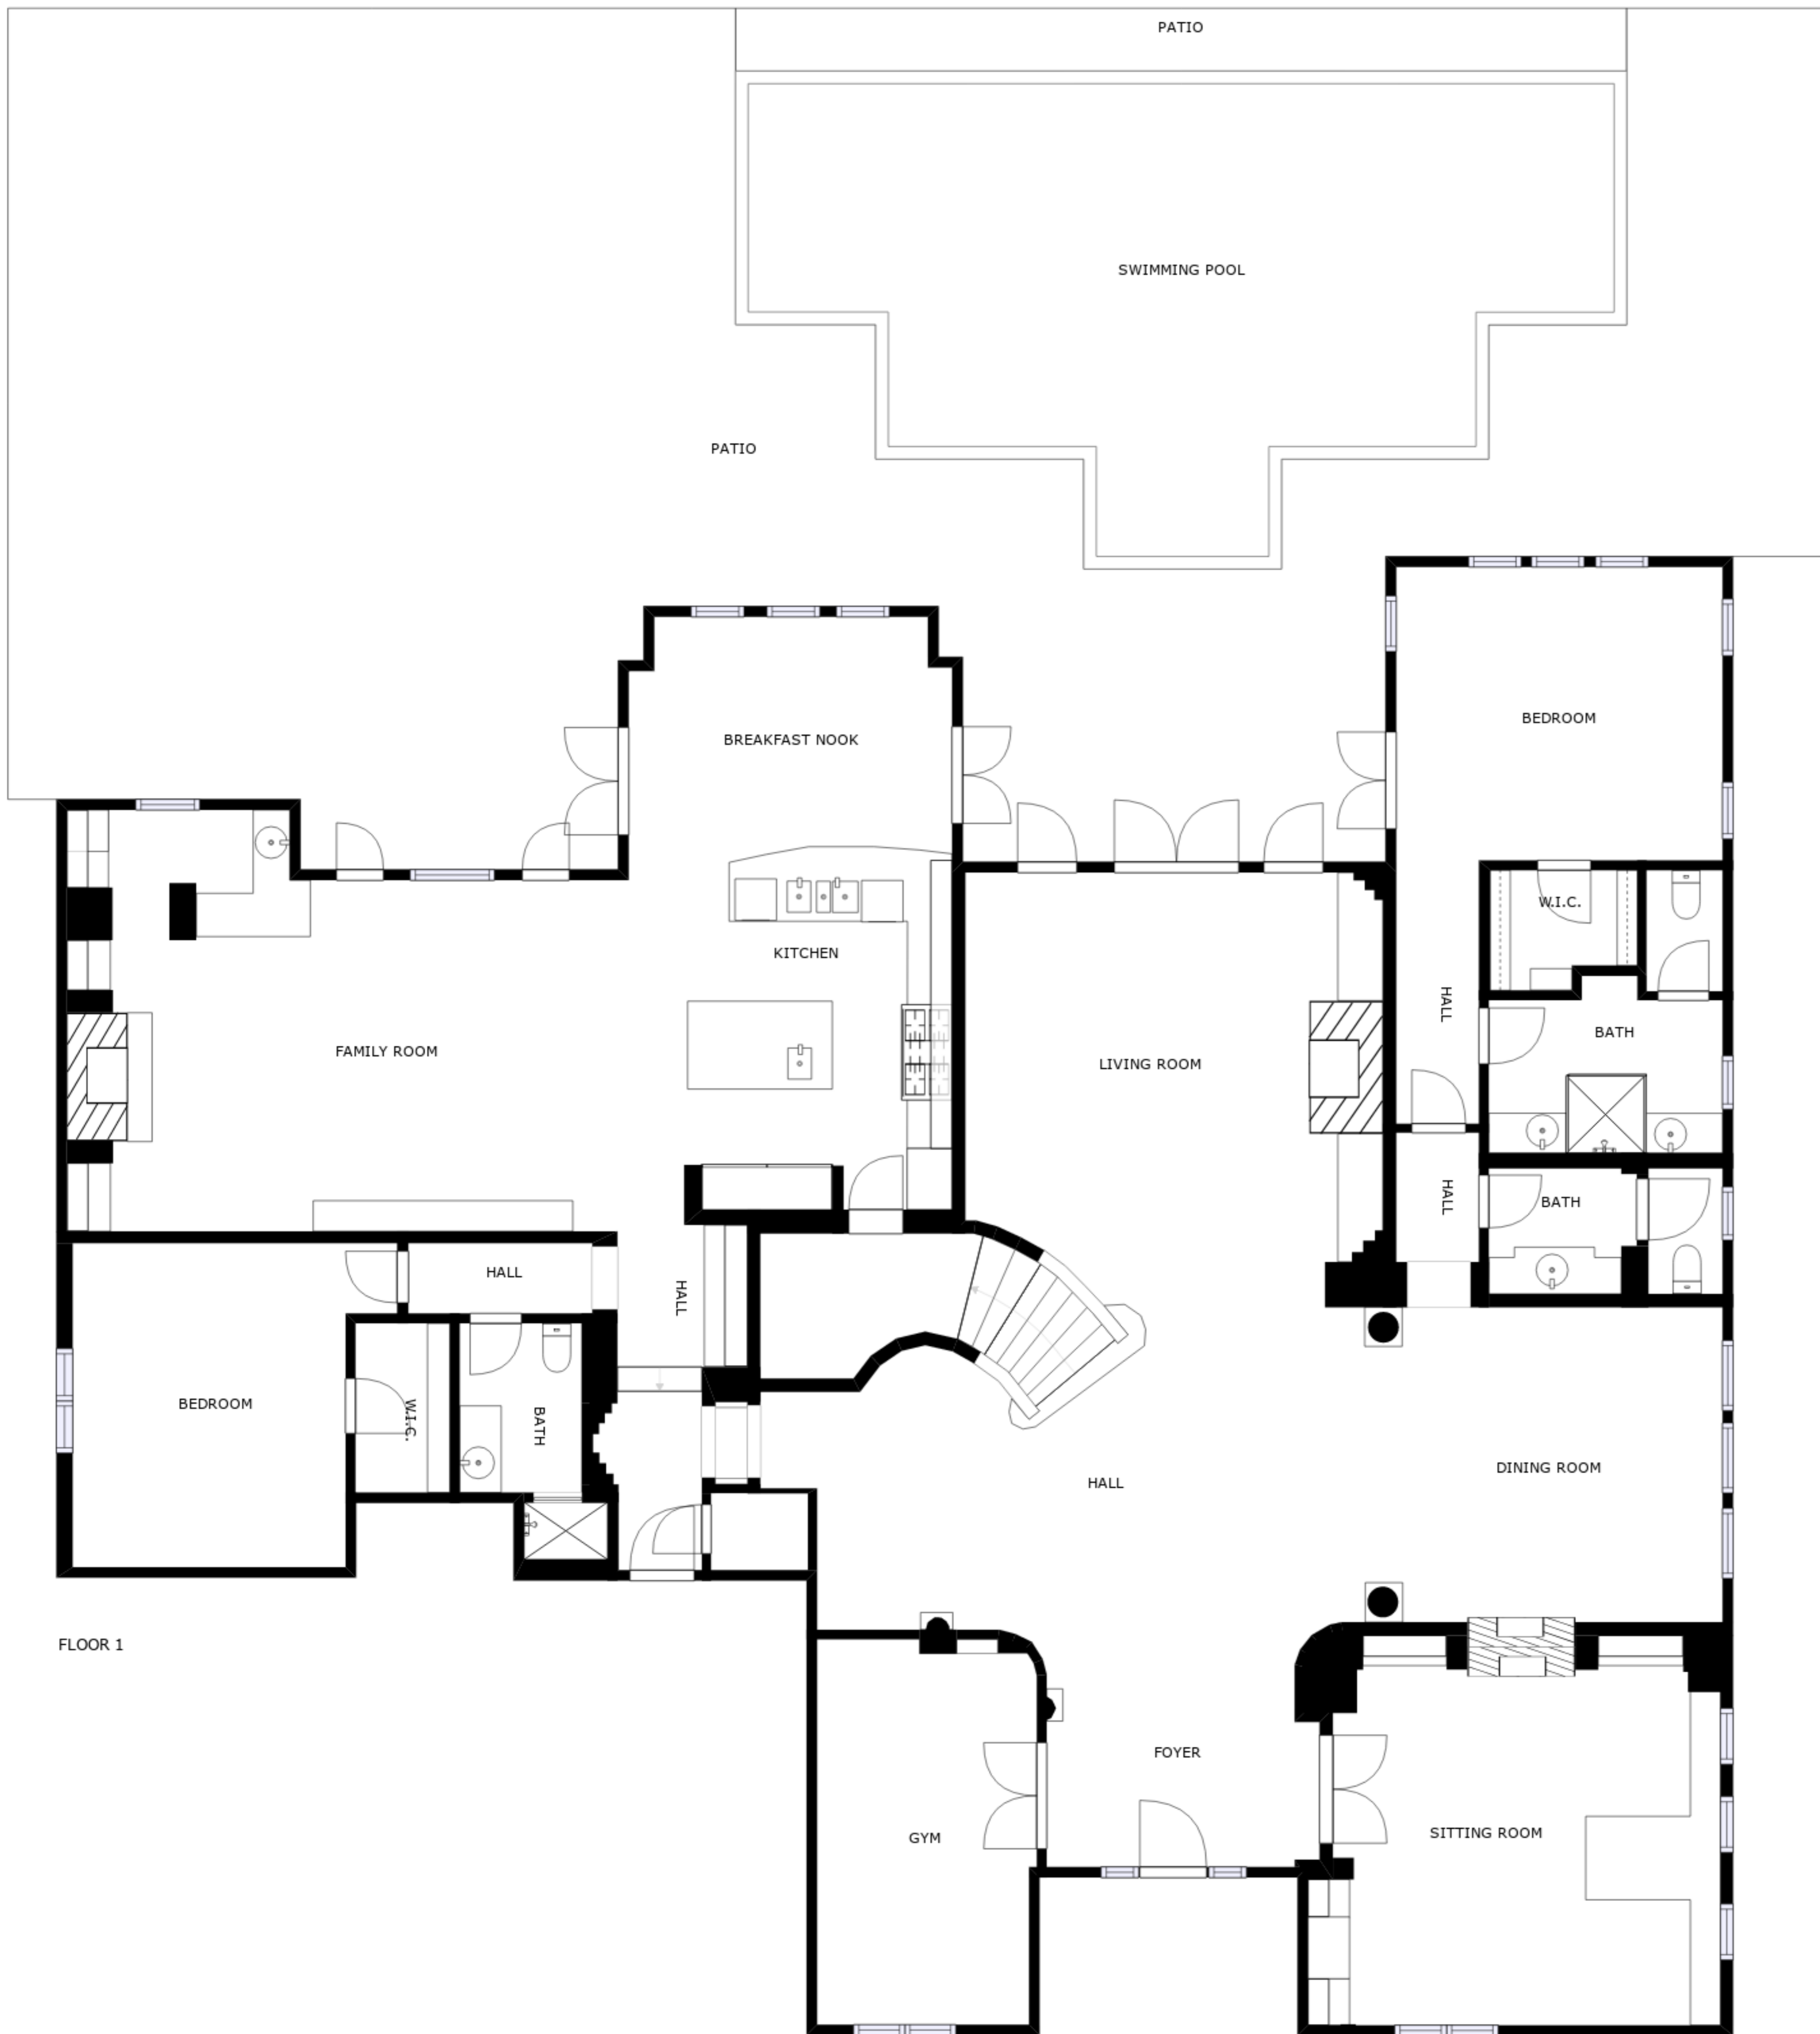 PATIO
SWIMMING POOL
PATIO
BEDROOM
BREAKFAST NOOK
W.I.C.
KITCHEN
HALL
BATH
FAMILY ROOM
LIVING ROOM
HALL
BATH
HALL
HALL
BEDROOM
W.I.C.
BATH
DINING ROOM
HALL
FLOOR 1
FOYER
GYM
SITTING ROOM